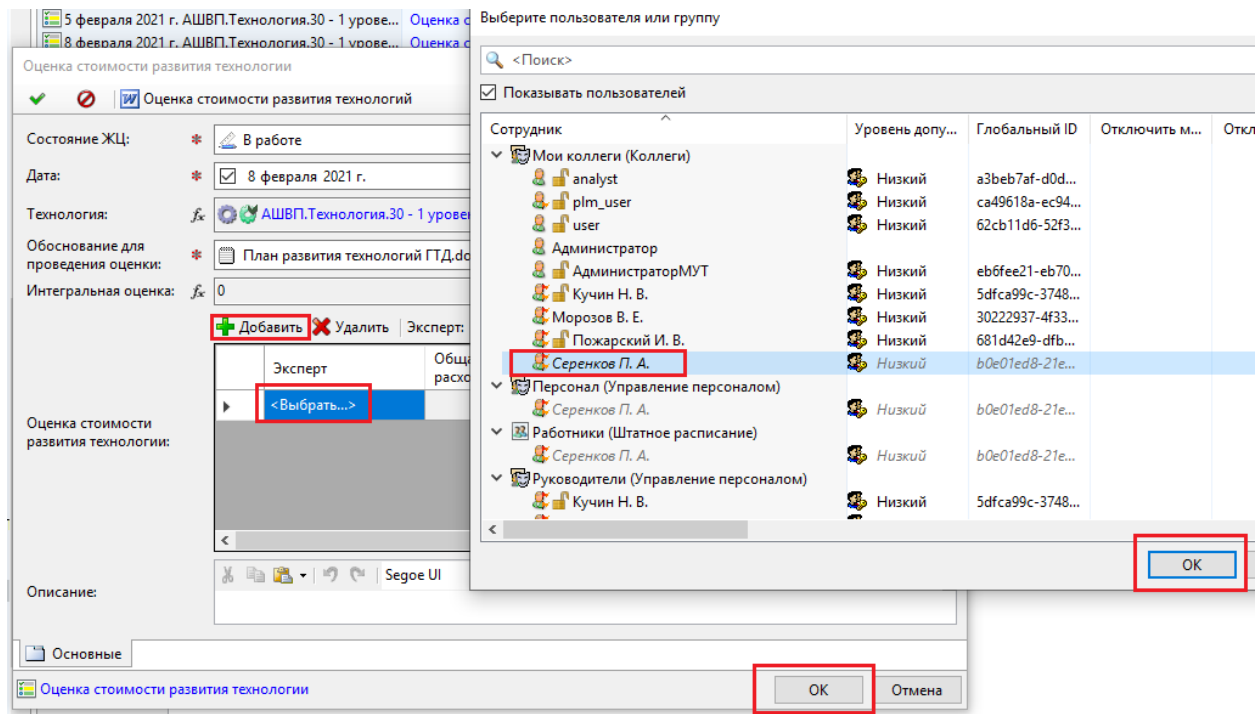 5 февраля 2021 г. АШВП.Технология.30 - 1 урове... Оценка с
8 февраля 2021 г. АШВП.Технология.30 - 1 урове... Оценка с
Оценка стоимости развития технологии
Оценка стоимости развития технологий
Состояние ЖЦ: * В работе
Дата: * 8 февраля 2021 г.
Технология: fx АШВП.Технология.30 - 1 уровен
Обоснование для
проведения оценки: * План развития технологий ГТД.do
Интегральная оценка: fx 0
Добавить Удалить Эксперт:
Эксперт Обща
расхо
<Выбрать...>
Оценка стоимости
развития технологии:
Segoe UI
Описание:
Основные
Оценка стоимости развития технологии
OK Отмена
Выберите пользователя или группу
<Поиск>
Показывать пользователей
Сотрудник Уровень допу... Глобальный ID Отключить м... Откл
Мои коллеги (Коллеги)
analyst Низкий a3beb7af-d0d...
plm_user Низкий ca49618a-ec94...
user Низкий 62cb11d6-52f3...
Администратор
АдминистраторМУТ Низкий eb6fee21-eb70...
Кучин Н. В. Низкий 5dfca99c-3748...
Морозов В. Е. Низкий 30222937-4f33...
Пожарский И. В. Низкий 681d42e9-dfb...
Серенков П. А. Низкий b0e01ed8-21e...
Персонал (Управление персоналом)
Серенков П. А. Низкий b0e01ed8-21e...
Работники (Штатное расписание)
Серенков П. А. Низкий b0e01ed8-21e...
Руководители (Управление персоналом)
Кучин Н. В. Низкий 5dfca99c-3748...
OK